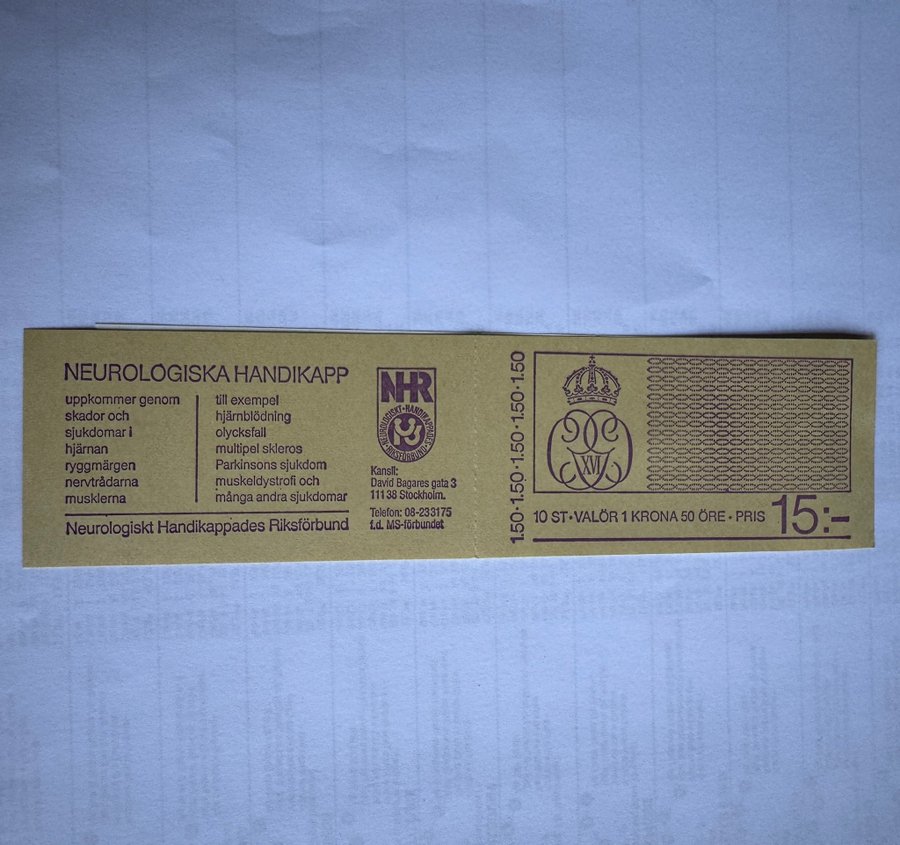 NEUROLOGISKA HANDIKAPP
uppkommer genom
skador och
sjukdomar i
hjärnan
ryggmärgen
nervtrådarna
musklerna
till exempel
hjärnblödning
olycksfall
multipel skleros
Parkinsons sjukdom
muskeldystrofi och
många andra sjukdomar
Neurologiskt Handikappades Riksförbund
NHR
NEUROLOGISKT·HANDIKAPPADES
RIKSFÖRBUND
Kansli:
David Bagares gata 3
111 38 Stockholm.
Telefon: 08-233175
f.d. MS-förbundet
1.50·1.50·1.50·1.50·1.50
XVI
10 ST·VALÖR 1 KRONA 50 ÖRE·PRIS 15:-